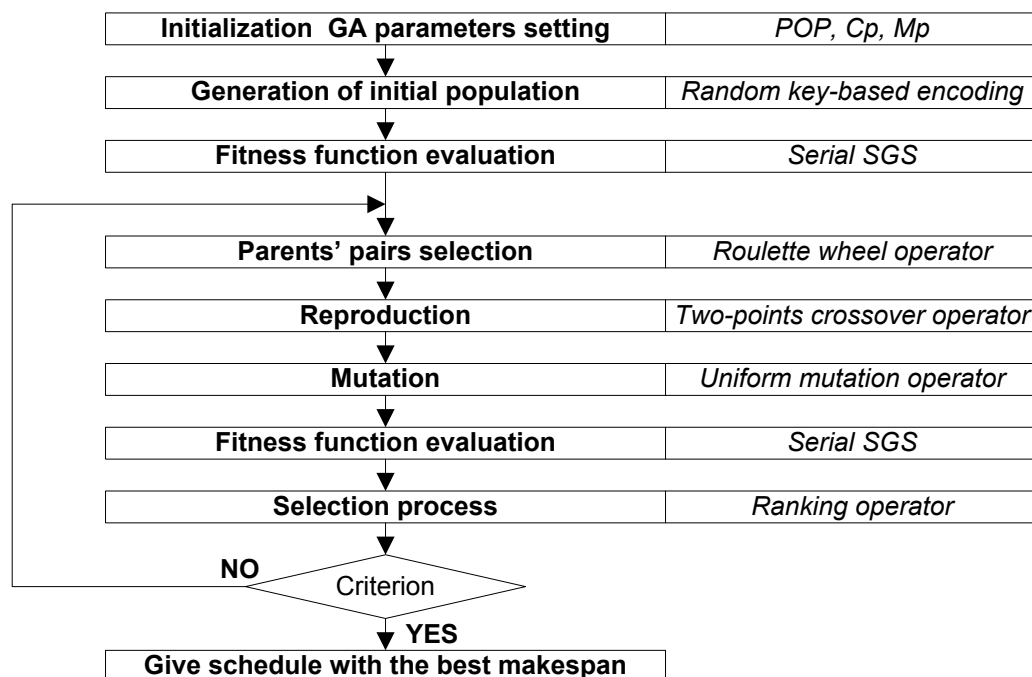 Initialization GA parameters setting
POP, Cp, Mp
Generation of initial population
Random key-based encoding
Fitness function evaluation
Serial SGS
Parents’ pairs selection
Roulette wheel operator
Reproduction
Two-points crossover operator
Mutation
Uniform mutation operator
Fitness function evaluation
Serial SGS
Selection process
Ranking operator
NO
Criterion
YES
Give schedule with the best makespan